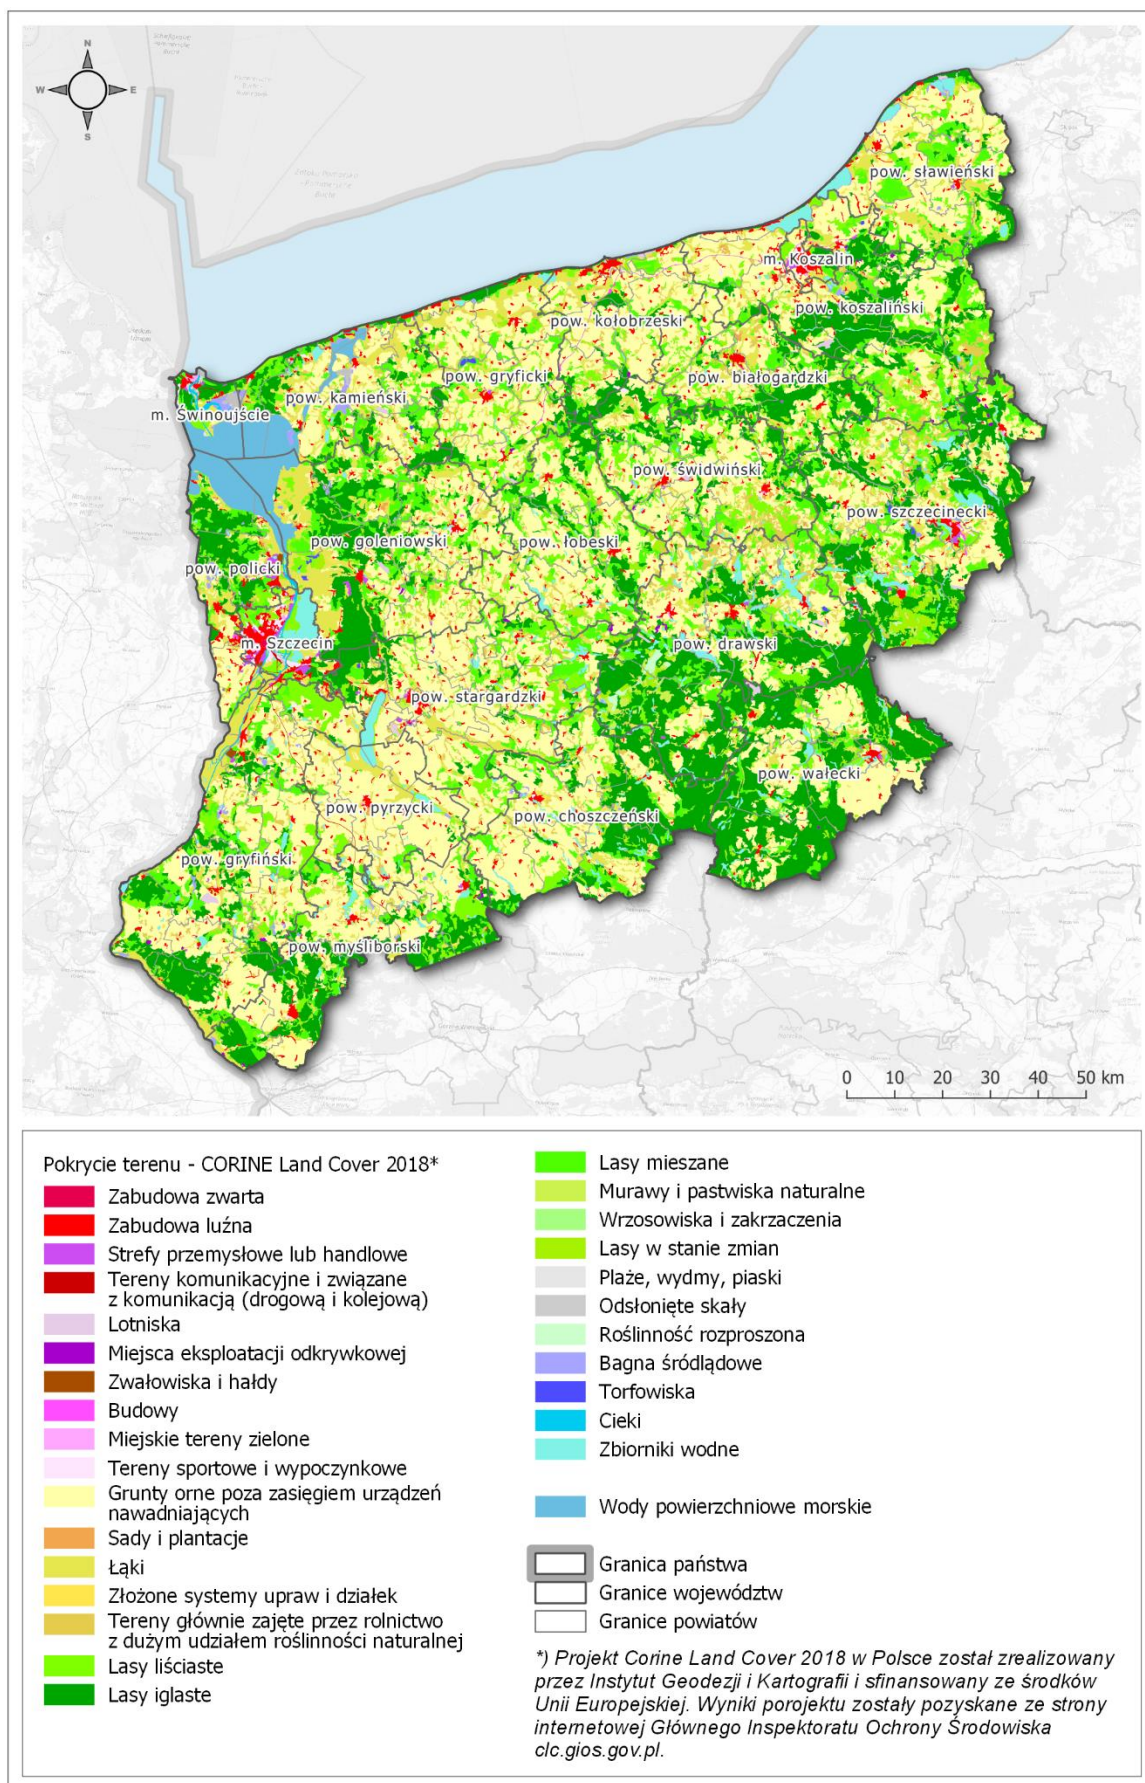 N
W E
S
pow. sławieński
m. Koszalin
pow. koszaliński
pow. kołobrzeski
pow. białogardzki
pow. gryficki
pow. kamieński
m. Świnoujście
pow. świdwiński
pow. szczecinecki
pow. goleniowski
pow. łobeski
pow. policki
m. Szczecin
pow. drawski
pow. stargardzki
pow. wałecki
pow. pyrzycki
pow. choszczeński
pow. gryfiński
pow. myśliborski
0 10 20 30 40 50 km
Pokrycie terenu - CORINE Land Cover 2018*
Zabudowa zwarta
Zabudowa luźna
Strefy przemysłowe lub handlowe
Tereny komunikacyjne i związane
z komunikacją (drogową i kolejową)
Lotniska
Miejsca eksploatacji odkrywkowej
Zwałowiska i hałdy
Budowy
Miejskie tereny zielone
Tereny sportowe i wypoczynkowe
Grunty orne poza zasięgiem urządzeń
nawadniających
Sady i plantacje
Łąki
Złożone systemy upraw i działek
Tereny głównie zajęte przez rolnictwo
z dużym udziałem roślinności naturalnej
Lasy liściaste
Lasy iglaste
Lasy mieszane
Murawy i pastwiska naturalne
Wrzosowiska i zakrzaczenia
Lasy w stanie zmian
Plaże, wydmy, piaski
Odsłonięte skały
Roślinność rozproszona
Bagna śródlądowe
Torfowiska
Cieki
Zbiorniki wodne
Wody powierzchniowe morskie
Granica państwa
Granice województw
Granice powiatów
*) Projekt Corine Land Cover 2018 w Polsce został zrealizowany
przez Instytut Geodezji i Kartografii i sfinansowany ze środków
Unii Europejskiej. Wyniki porojektu zostały pozyskane ze strony
internetowej Głównego Inspektoratu Ochrony Środowiska
clc.gios.gov.pl.